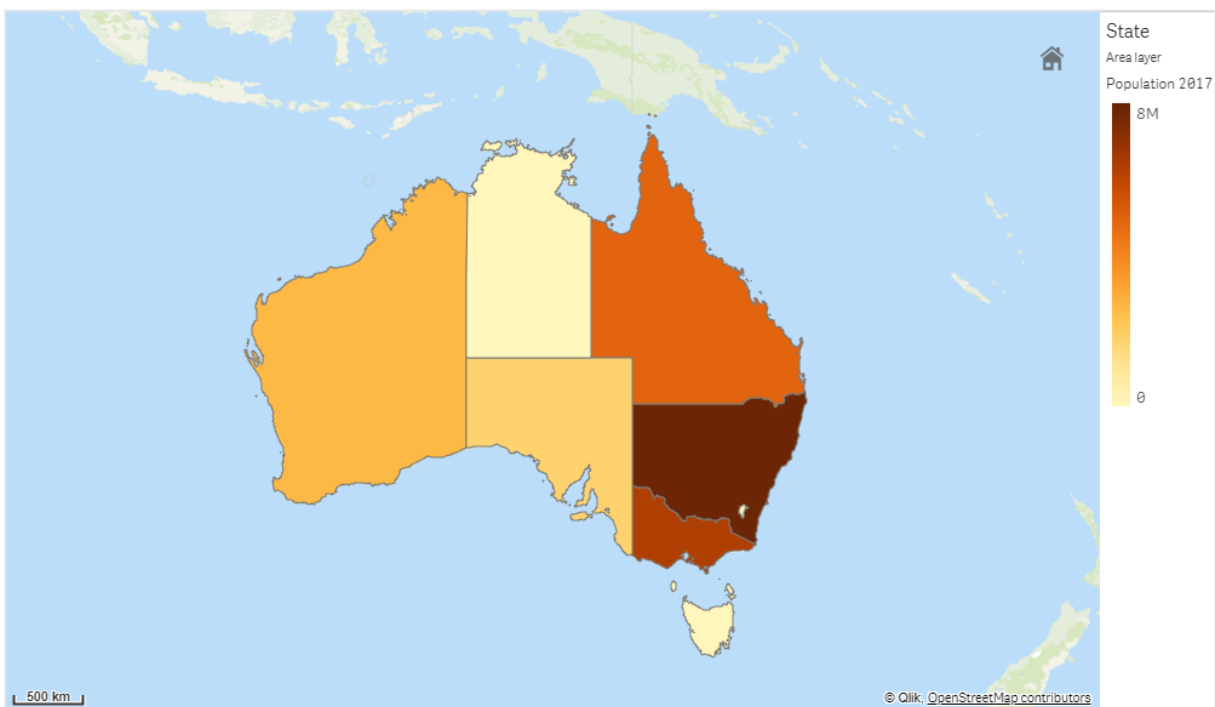 State
Area layer
Population 2017
8M
0
500 km
© Qlik, OpenStreetMap contributors